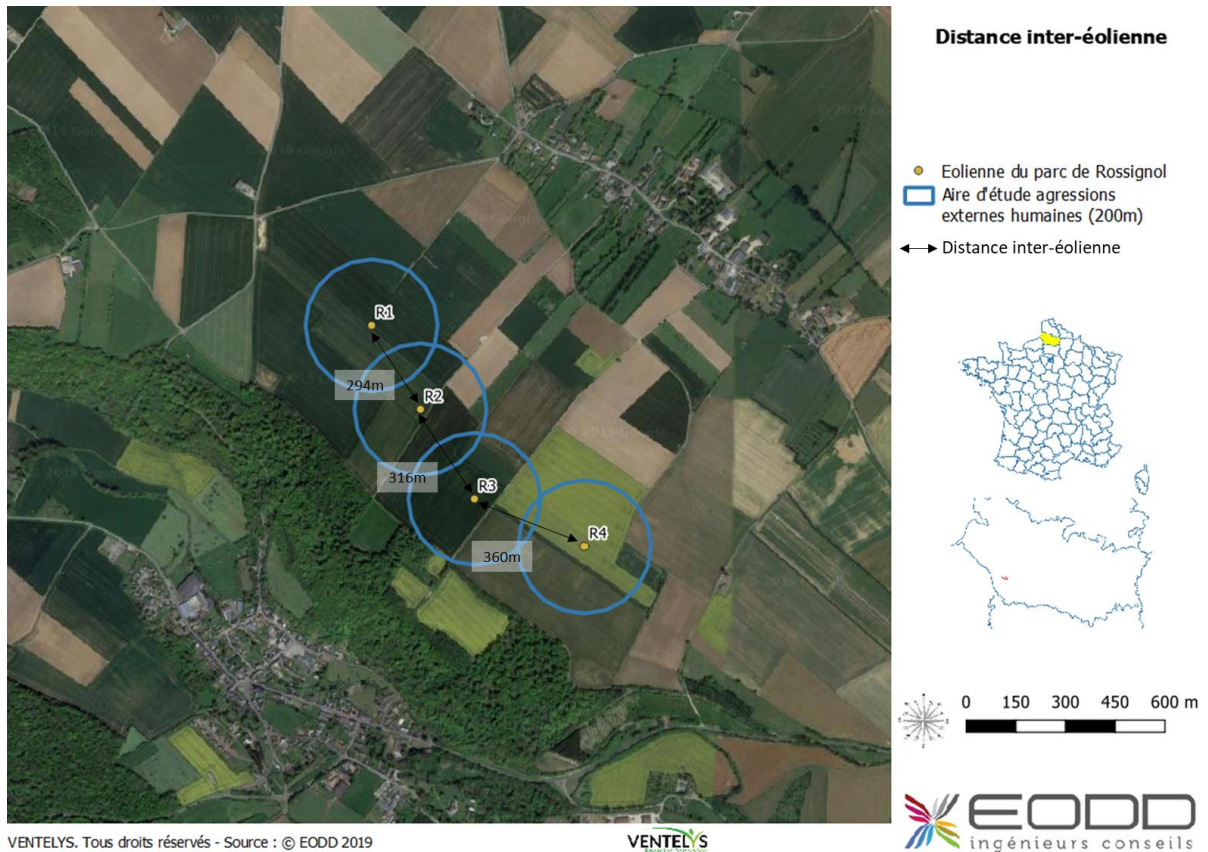 Distance inter-éolienne
Eolienne du parc de Rossignol
Aire d'étude agressions
externes humaines (200m)
Distance inter-éolienne
R1
294m
R2
316m
R3
360m
R4
0 150 300 450 600 m
EODD
ingénieurs conseils
VENTELYS. Tous droits réservés - Source : © EODD 2019
VENTELYS